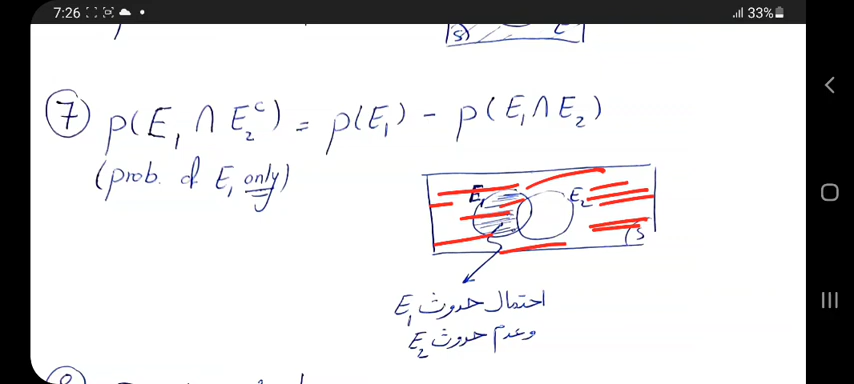 7:26
33%
(S)
⑦ P(E₁ ∩ E₂ᶜ) = P(E₁) - P(E₁ ∩ E₂)
(prob. of E₁ only)
E₁ E₂
(S
احتمال حدوث E₁
وعدم حدوث E₂